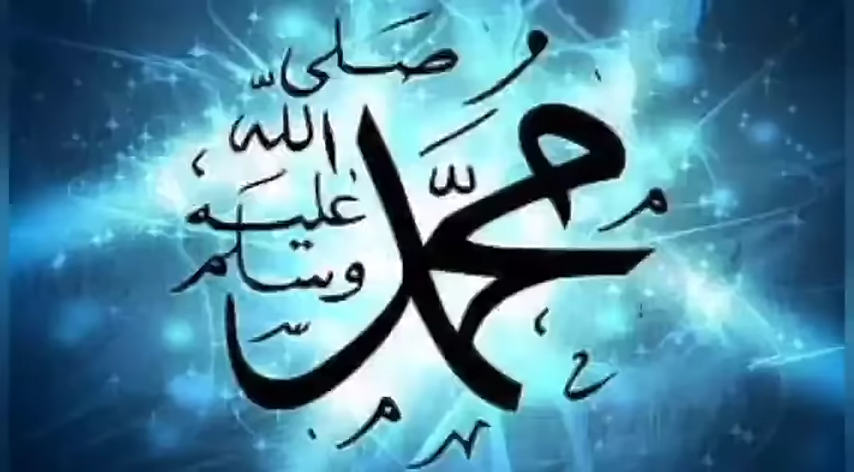 محمد
صلى
الله
عليه
وسلم